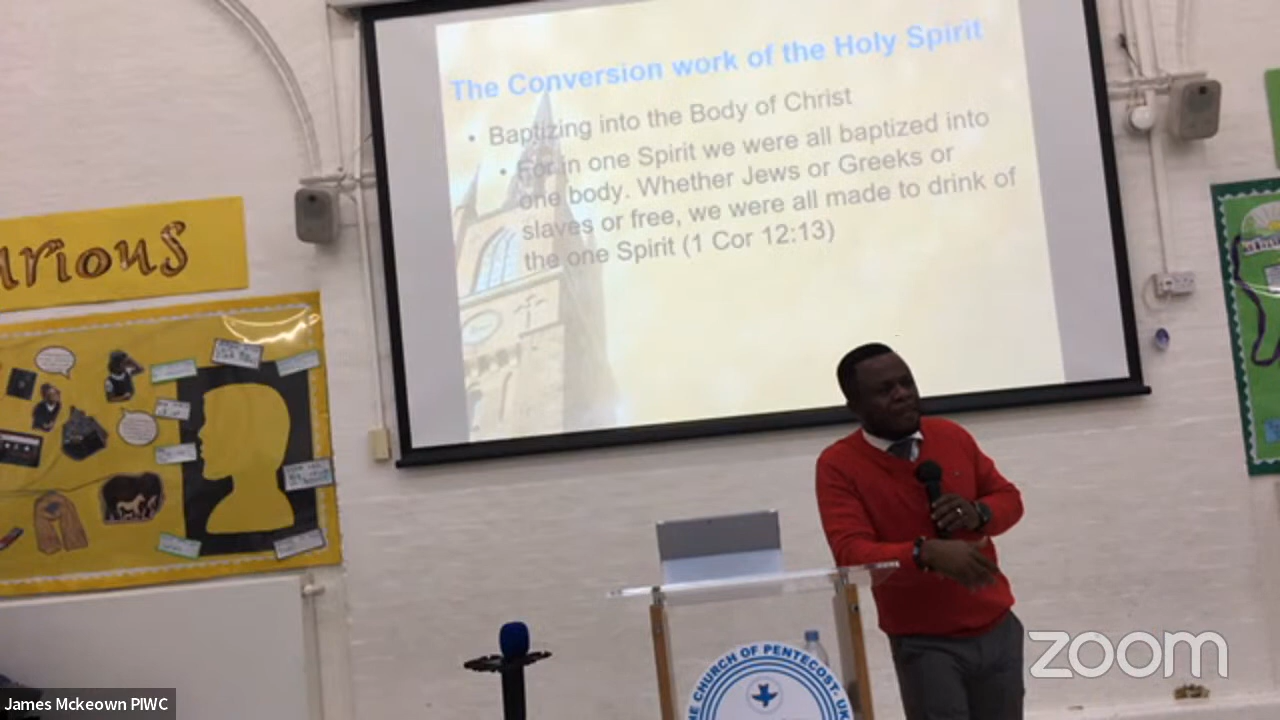 The Conversion work of the Holy Spirit
• Baptizing into the Body of Christ
• For in one Spirit we were all baptized into
one body. Whether Jews or Greeks or
slaves or free, we were all made to drink of
the one Spirit (1 Cor 12:13)
urious
CHURCH OF PENTECOST. UK
zoom
James Mckeown PIWC